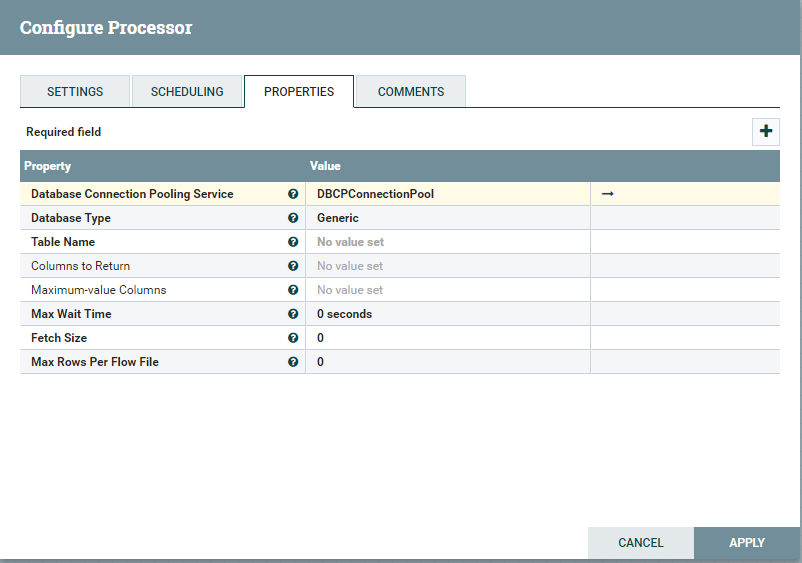 Configure Processor
SETTINGS SCHEDULING PROPERTIES COMMENTS
Required field
Property Value
Database Connection Pooling Service DBCPConnectionPool
Database Type Generic
Table Name No value set
Columns to Return No value set
Maximum-value Columns No value set
Max Wait Time 0 seconds
Fetch Size 0
Max Rows Per Flow File 0
CANCEL APPLY